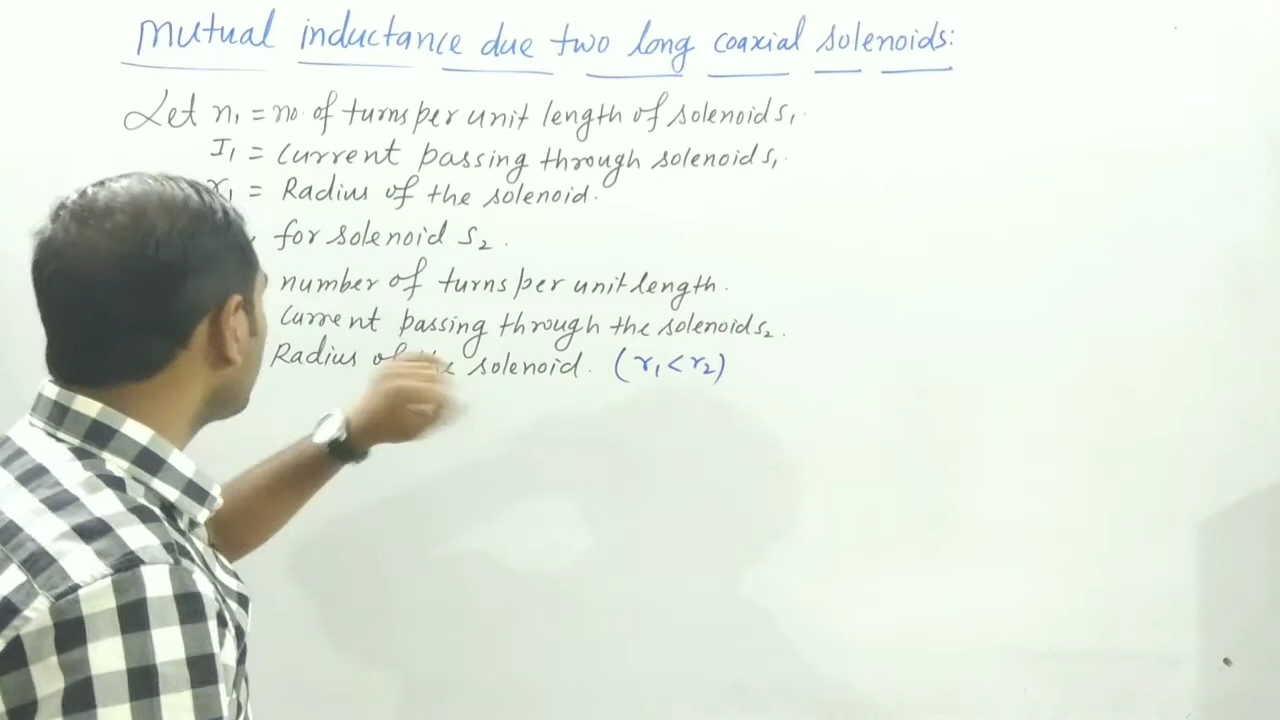 Mutual inductance due two long coaxial solenoids:
Let n₁ = no. of turns per unit length of solenoid s₁.
I₁ = Current passing through solenoid s₁.
r₁ = Radius of the solenoid.
for solenoid S₂.
number of turns per unit length.
Current passing through the solenoid s₂.
Radius of the solenoid. (r₁ < r₂)